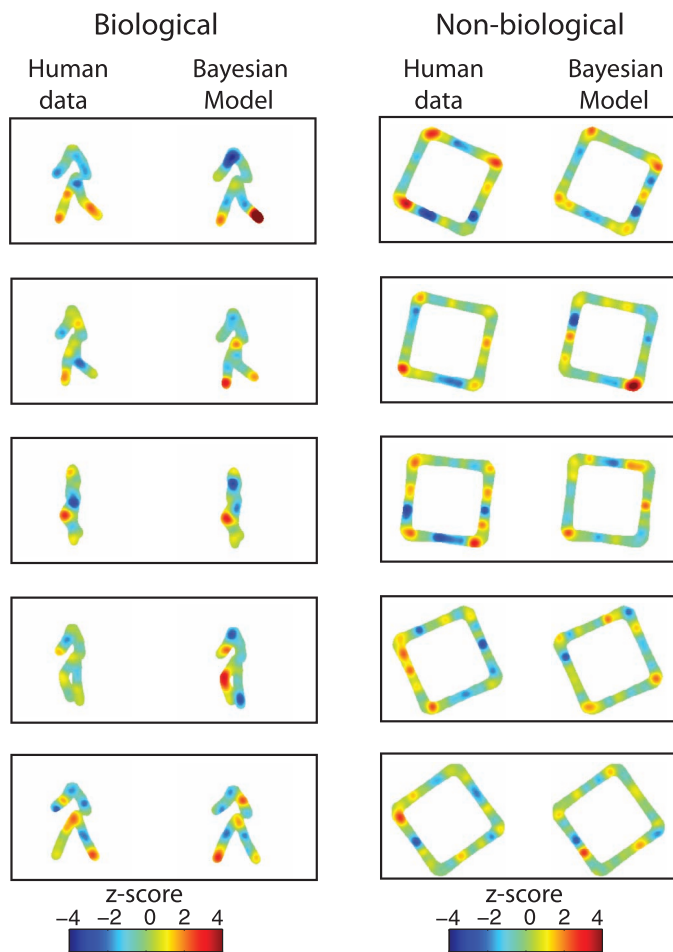 Biological
Non-biological
Human data
Bayesian Model
Human data
Bayesian Model
z-score
−4 −2 0 2 4
z-score
−4 −2 0 2 4